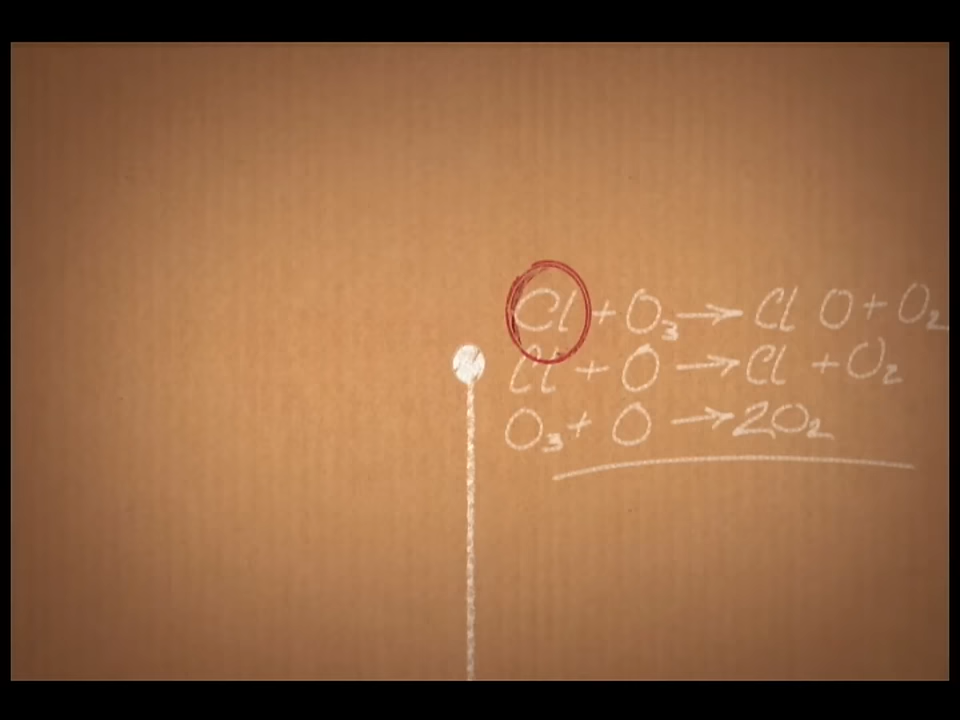 Cl + O₃ → Cl O + O₂
Cl + O → Cl + O₂
O₃ + O → 2O₂